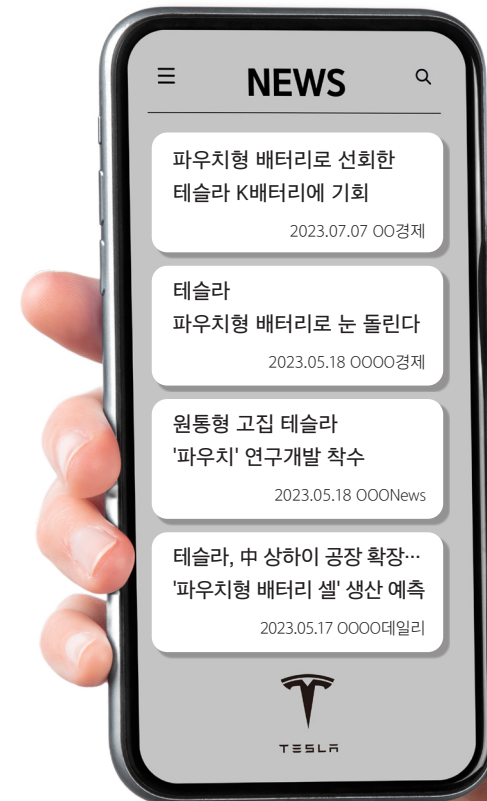 NEWS
파우치형 배터리로 선회한
테슬라 K배터리에 기회
2023.07.07 OO경제
테슬라
파우치형 배터리로 눈 돌린다
2023.05.18 OOOO경제
원통형 고집 테슬라
'파우치' 연구개발 착수
2023.05.18 OOONews
테슬라, 中 상하이 공장 확장…
'파우치형 배터리 셀' 생산 예측
2023.05.17 OOOO데일리
TESLA